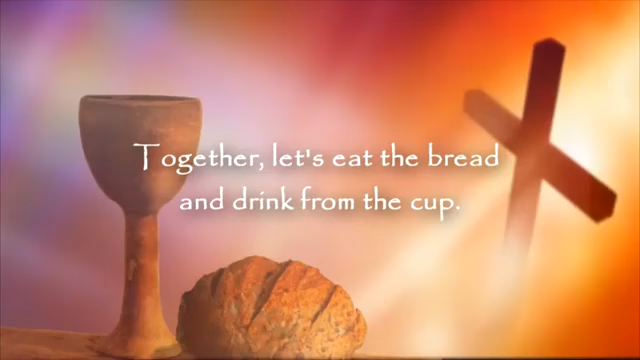 Together, let's eat the bread
and drink from the cup.